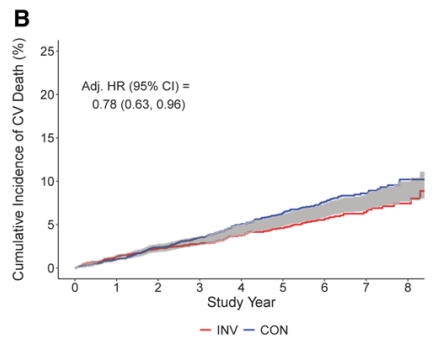 B
Cumulative Incidence of CV Death (%)
25
20
15
10
5
0
Adj. HR (95% CI) =
0.78 (0.63, 0.96)
0 1 2 3 4 5 6 7 8
Study Year
INV CON